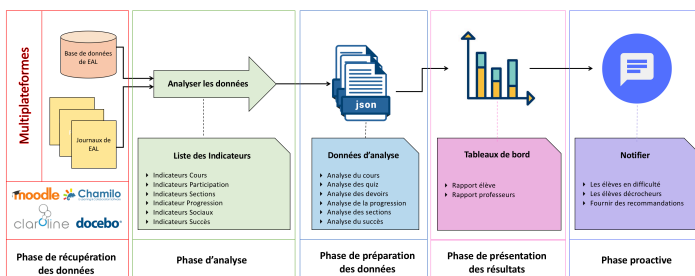 Multiplateformes
Base de données
de EAL
Journaux de
EAL
moodle
Chamilo
claroline
docebo
Phase de récupération
des données
Analyser les données
Liste des Indicateurs
Indicateurs Cours
Indicateurs Participation
Indicateurs Sections
Indicateur Progression
Indicateurs Sociaux
Indicateurs Succès
Phase d'analyse
json
Données d'analyse
Analyse du cours
Analyse des quiz
Analyse des devoirs
Analyse de la progression
Analyse des sections
Analyse du succès
Phase de préparation
des données
Tableaux de bord
Rapport élève
Rapport professeurs
Phase de présentation
des résultats
Notifier
Les élèves en difficulté
Les élèves décrocheurs
Fournir des recommandations
Phase proactive